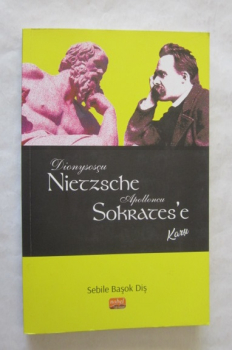 Dionysosçu
Nietzsche
Apolloncu
Sokrates'e
Karşı
Sebile Başok Diş